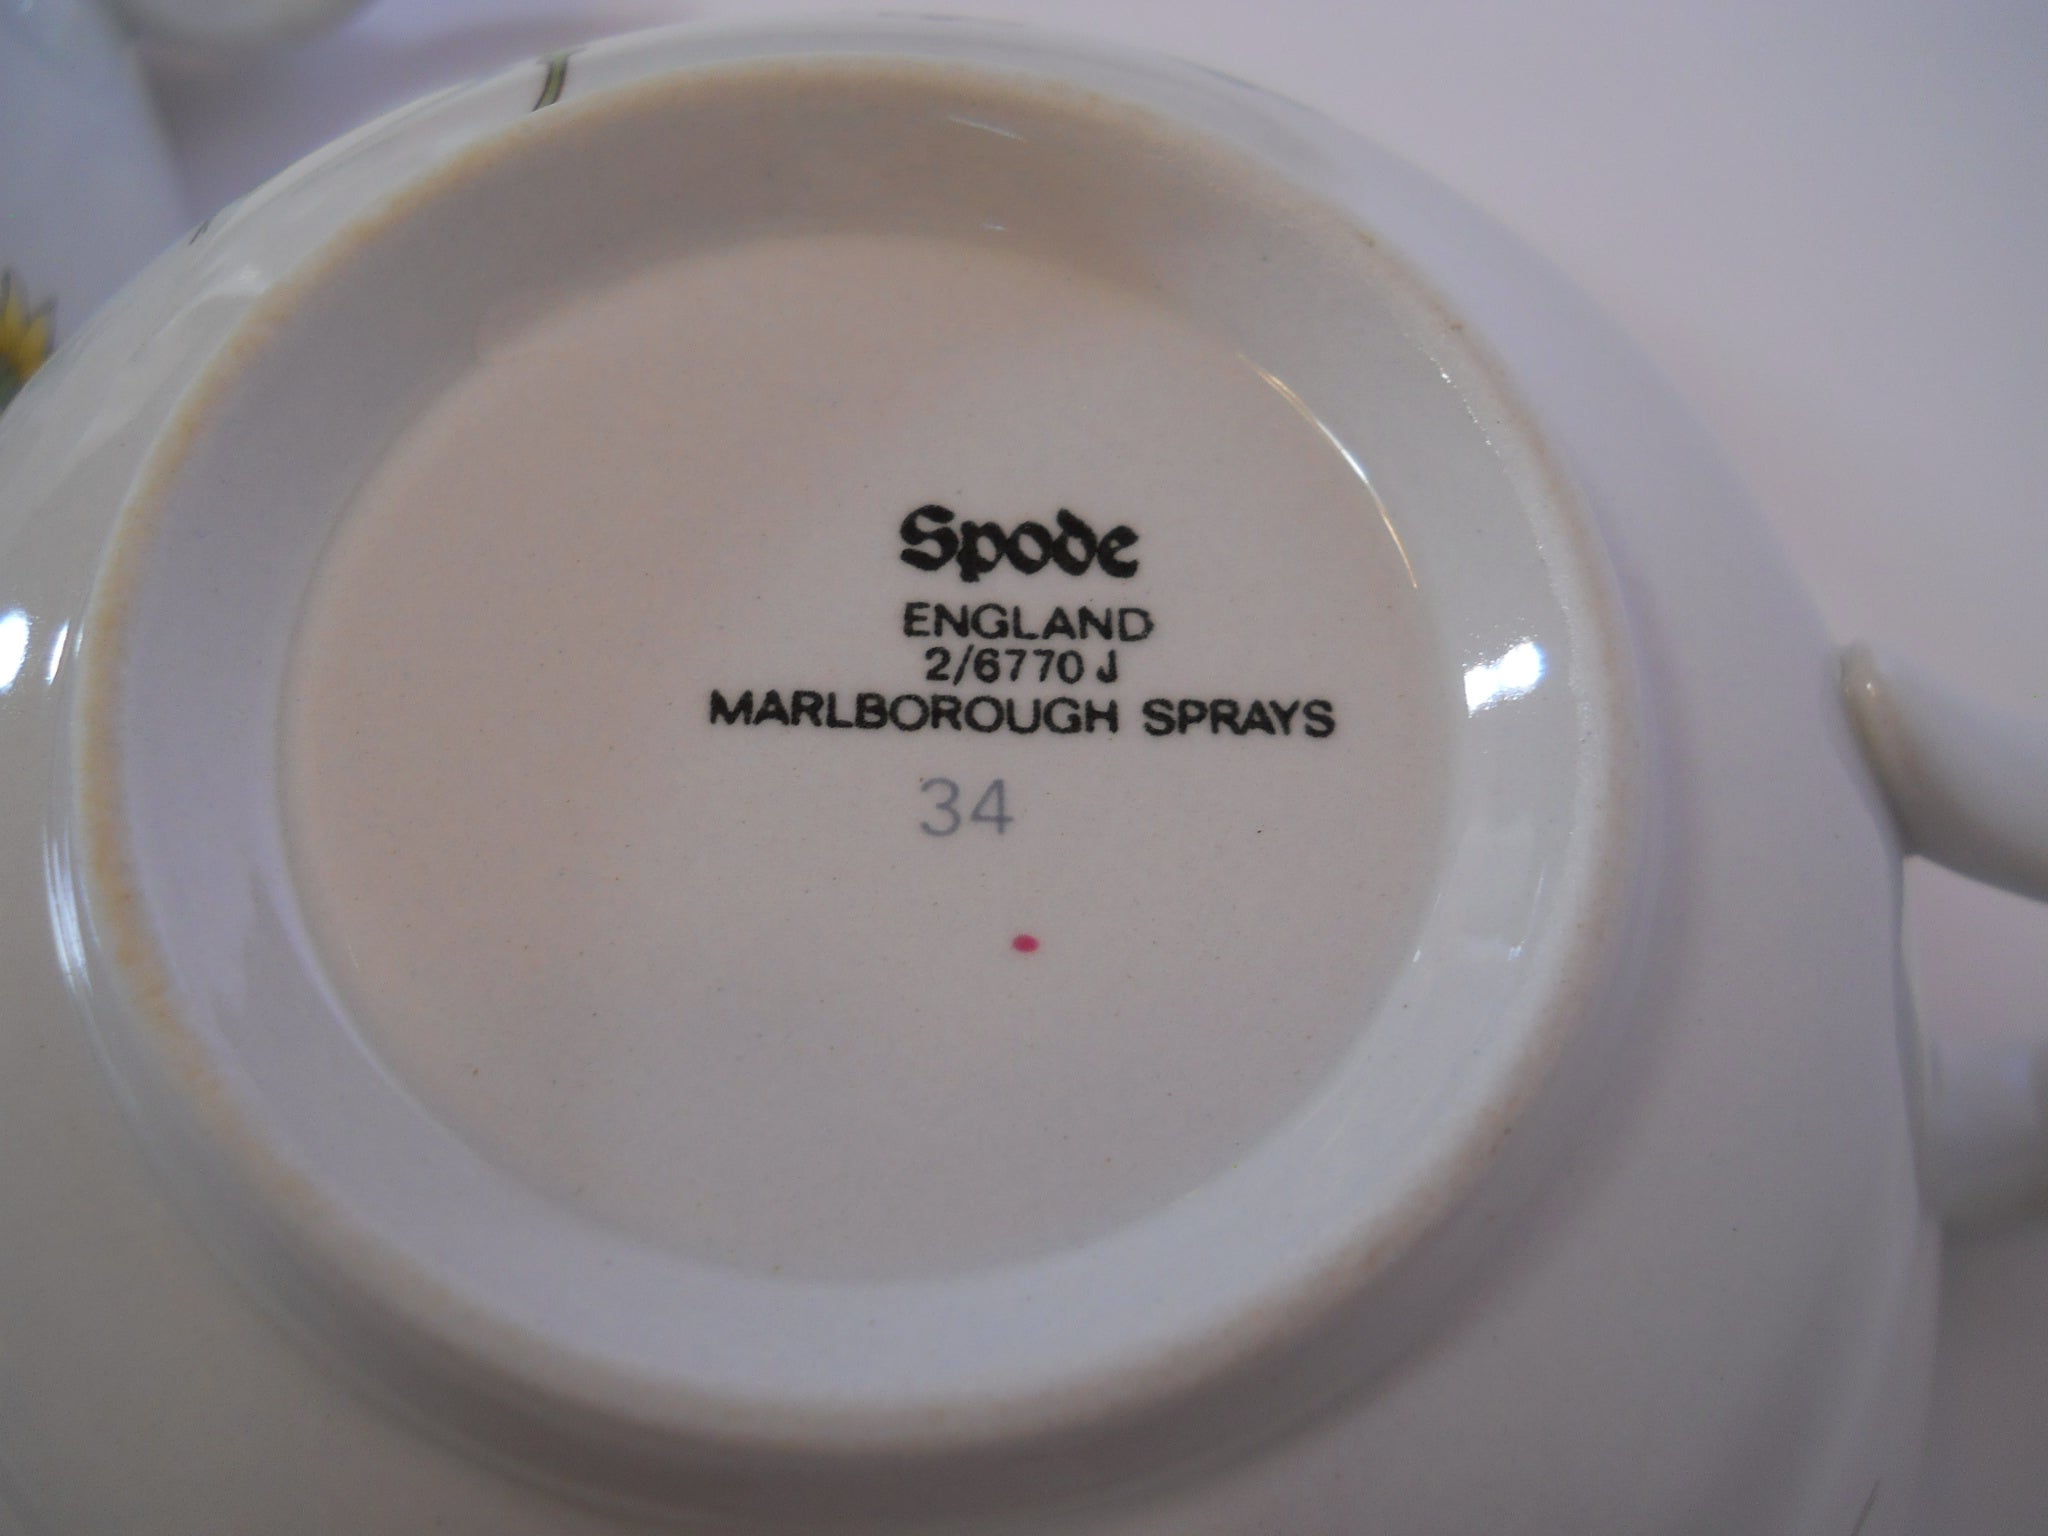 Spode
ENGLAND
2/6770 J
MARLBOROUGH SPRAYS
34